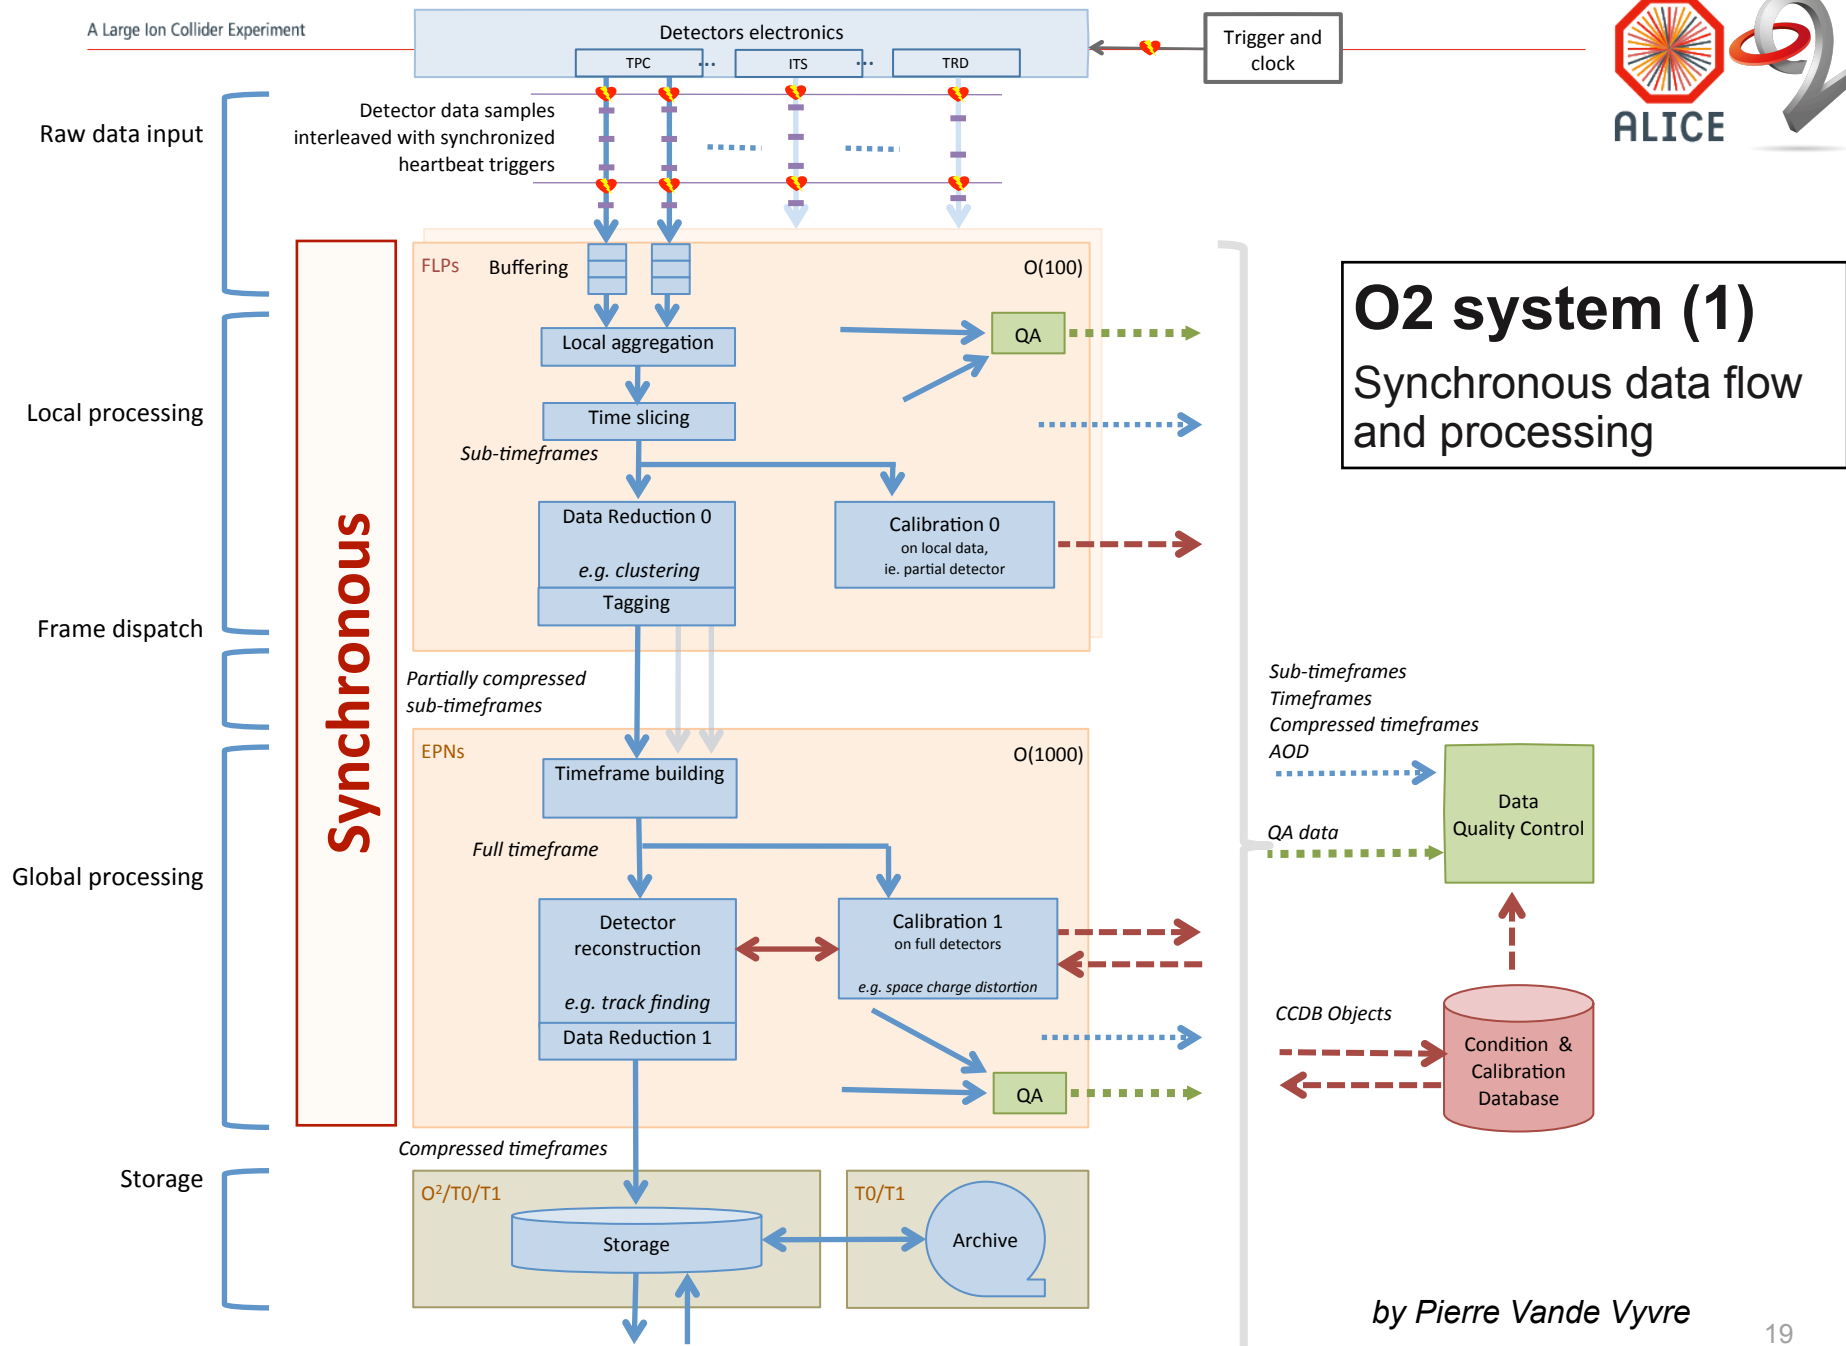 A Large Ion Collider Experiment
Detectors electronics
TPC
...
ITS
...
TRD
Trigger and
clock
ALICE
Raw data input
Detector data samples
interleaved with synchronized
heartbeat triggers
Synchronous
FLPs
Buffering
O(100)
Local aggregation
QA
O2 system (1)
Synchronous data flow
and processing
Local processing
Time slicing
Sub-timeframes
Data Reduction 0
e.g. clustering
Tagging
Calibration 0
on local data,
ie. partial detector
Frame dispatch
Partially compressed
sub-timeframes
Sub-timeframes
Timeframes
Compressed timeframes
AOD
EPNs
O(1000)
Timeframe building
Data
Quality Control
QA data
Full timeframe
Global processing
Detector
reconstruction
e.g. track finding
Data Reduction 1
Calibration 1
on full detectors
e.g. space charge distortion
QA
CCDB Objects
Condition &
Calibration
Database
Compressed timeframes
Storage
O²/T0/T1
Storage
T0/T1
Archive
by Pierre Vande Vyvre
19